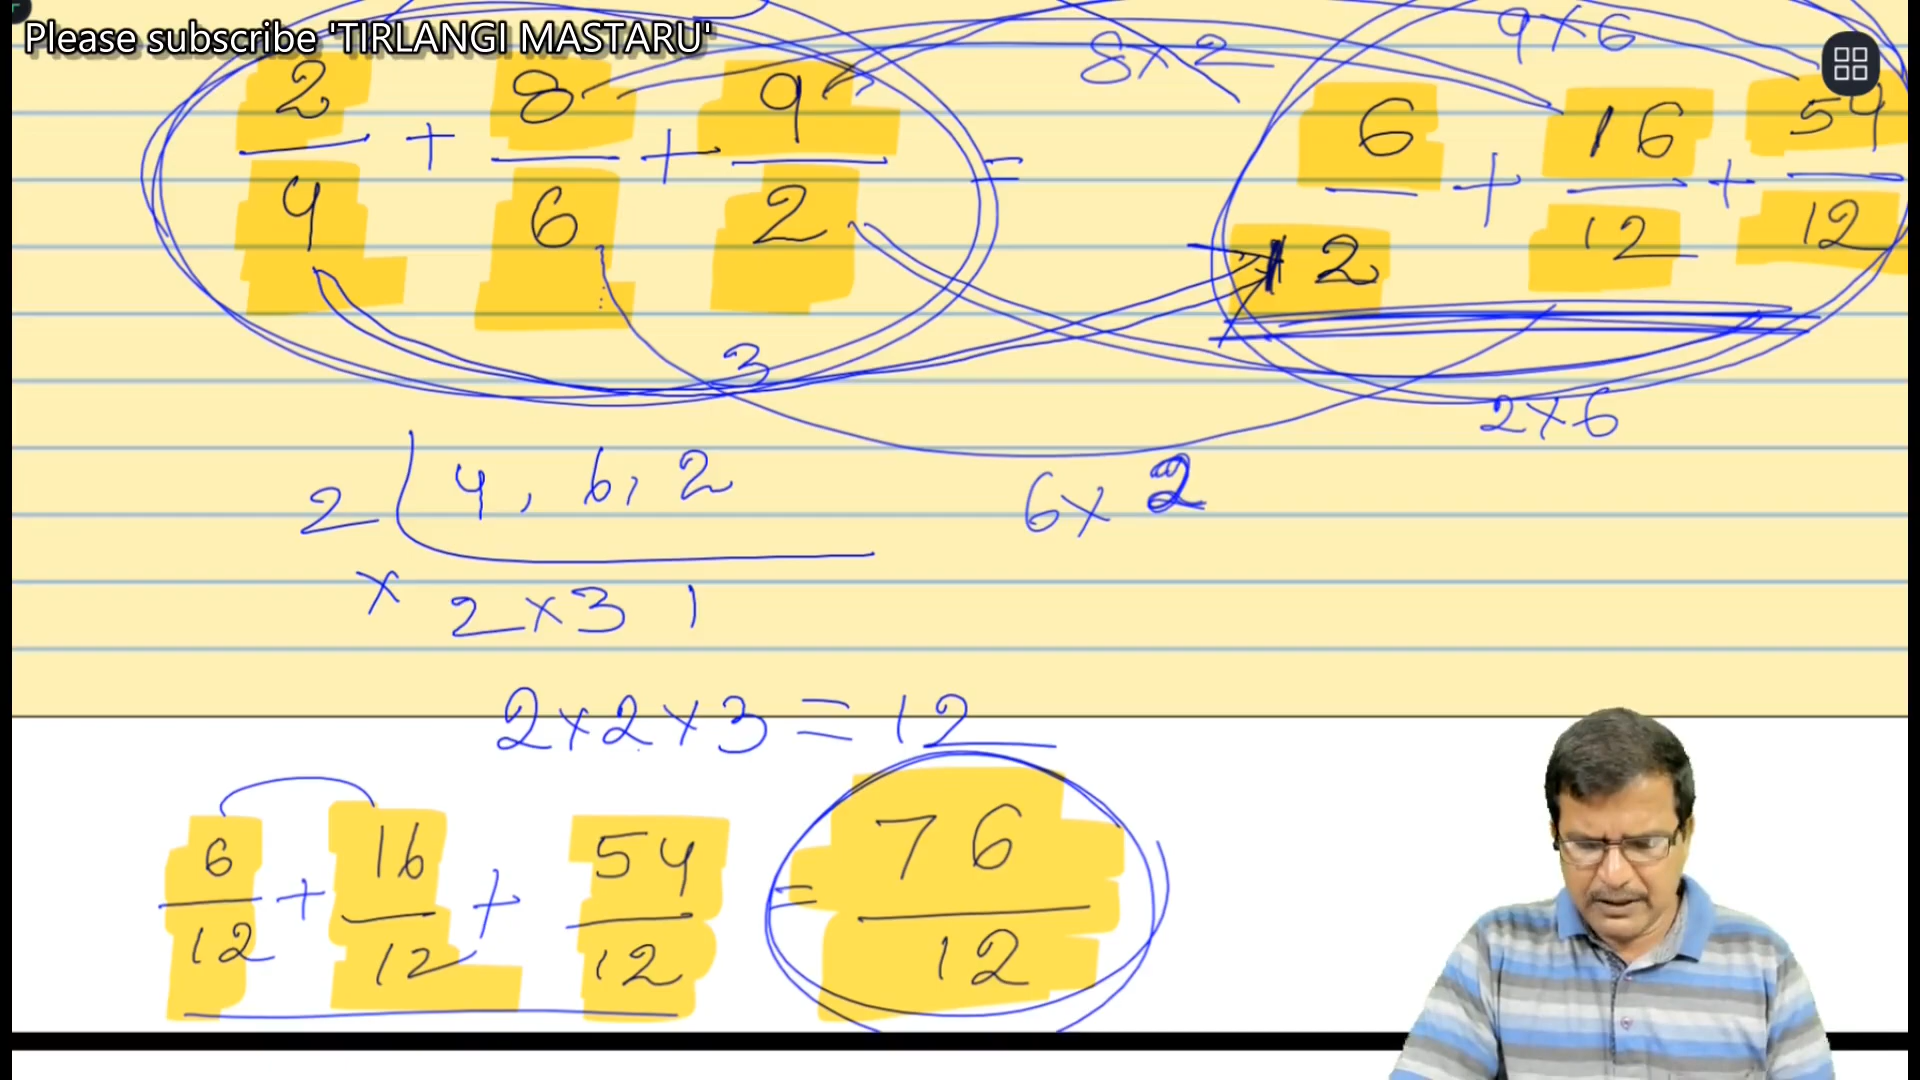 Please subscribe 'TIRLANGI MASTARU'
8×2 9×6
2/4 + 8/6 + 9/2 = 6/12 + 16/12 + 54/12
3
2×6
2 | 4, 6, 2
6× 2
× 2×3 1
2×2×3 = 12
6/12 + 16/12 + 54/12 = 76/12